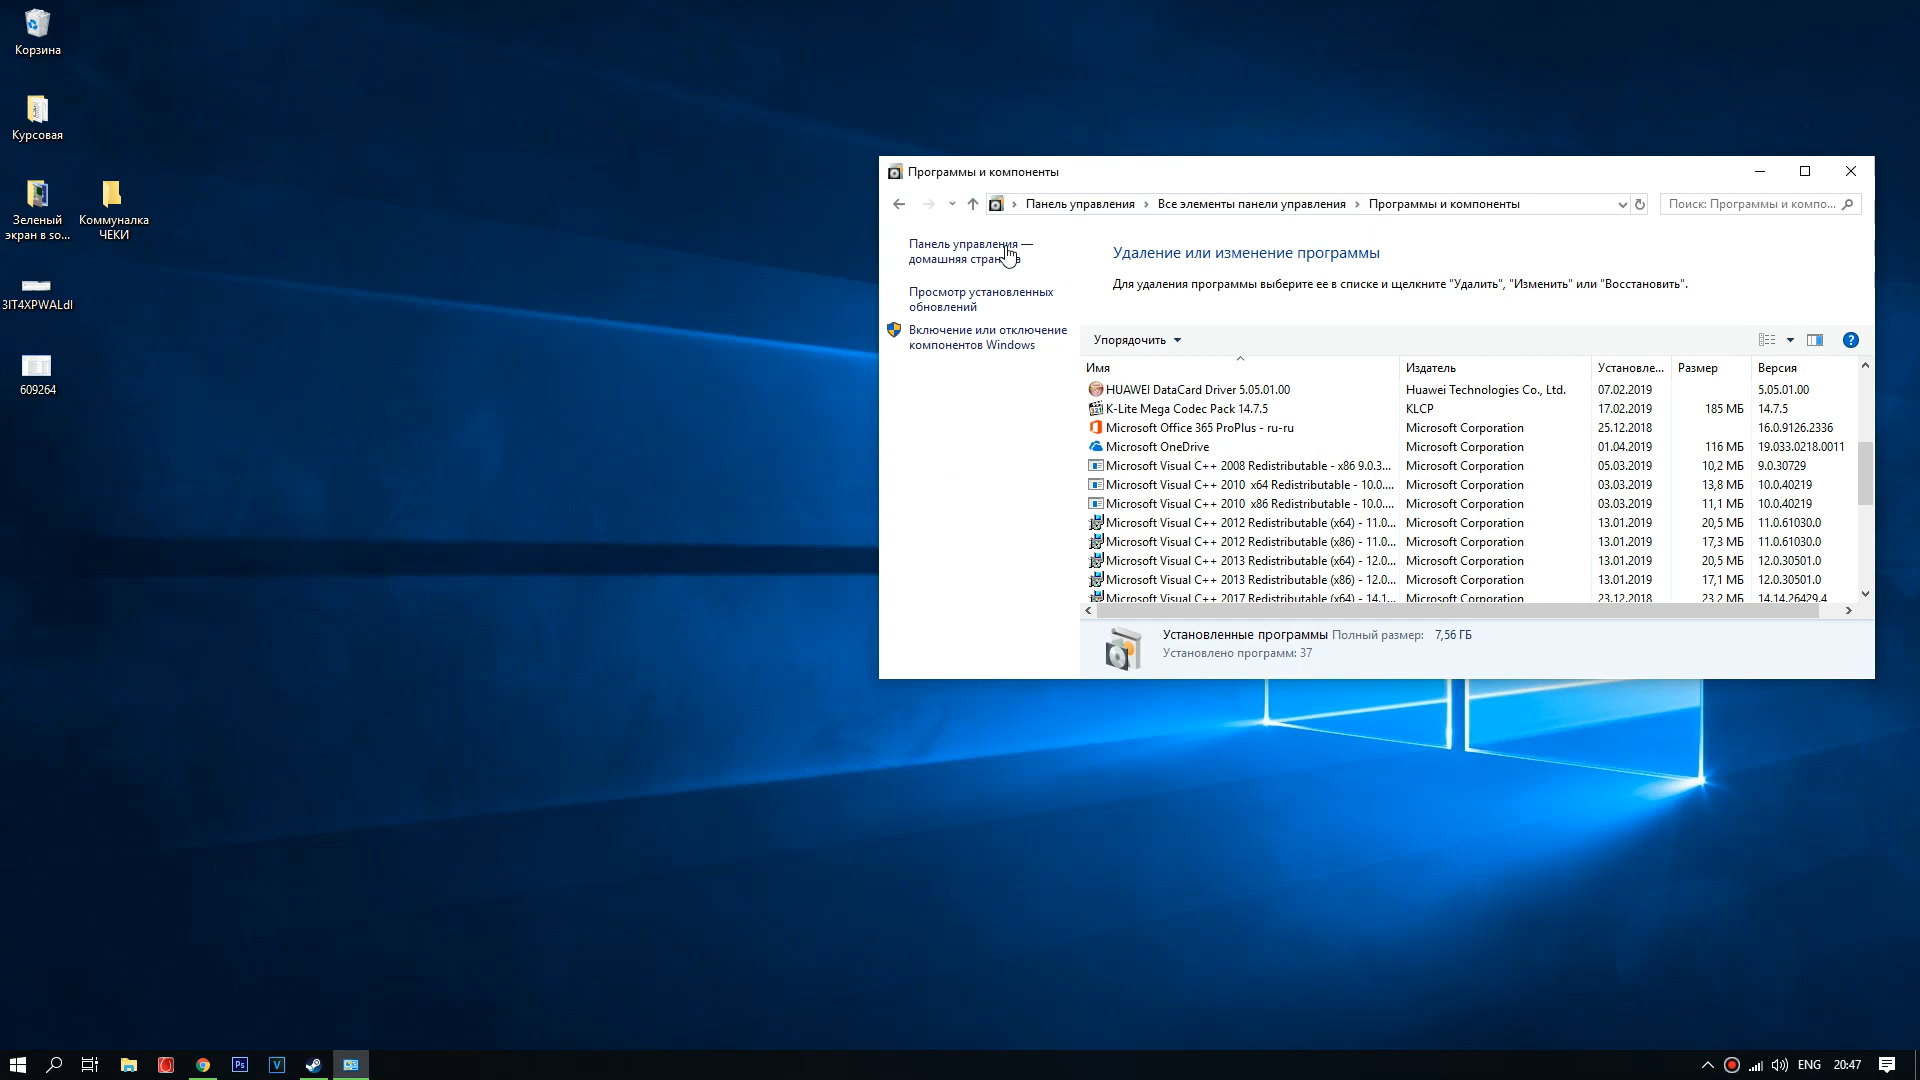 Корзина
Курсовая
Зеленый
экран в so...
Коммуналка
ЧЕКИ
3IT4XPWALdI
609264
Программы и компоненты
Панель управления
Все элементы панели управления
Программы и компоненты
Поиск: Программы и компо...
Панель управления —
домашняя страница
Просмотр установленных
обновлений
Включение или отключение
компонентов Windows
Удаление или изменение программы
Для удаления программы выберите ее в списке и щелкните "Удалить", "Изменить" или "Восстановить".
Упорядочить
Имя Издатель Установле... Размер Версия
HUAWEI DataCard Driver 5.05.01.00 Huawei Technologies Co., Ltd. 07.02.2019 5.05.01.00
K-Lite Mega Codec Pack 14.7.5 KLCP 17.02.2019 185 МБ 14.7.5
Microsoft Office 365 ProPlus - ru-ru Microsoft Corporation 25.12.2018 16.0.9126.2336
Microsoft OneDrive Microsoft Corporation 01.04.2019 116 МБ 19.033.0218.0011
Microsoft Visual C++ 2008 Redistributable - x86 9.0.3... Microsoft Corporation 05.03.2019 10,2 МБ 9.0.30729
Microsoft Visual C++ 2010 x64 Redistributable - 10.0.... Microsoft Corporation 03.03.2019 13,8 МБ 10.0.40219
Microsoft Visual C++ 2010 x86 Redistributable - 10.0.... Microsoft Corporation 03.03.2019 11,1 МБ 10.0.40219
Microsoft Visual C++ 2012 Redistributable (x64) - 11.0... Microsoft Corporation 13.01.2019 20,5 МБ 11.0.61030.0
Microsoft Visual C++ 2012 Redistributable (x86) - 11.0... Microsoft Corporation 13.01.2019 17,3 МБ 11.0.61030.0
Microsoft Visual C++ 2013 Redistributable (x64) - 12.0... Microsoft Corporation 13.01.2019 20,5 МБ 12.0.30501.0
Microsoft Visual C++ 2013 Redistributable (x86) - 12.0... Microsoft Corporation 13.01.2019 17,1 МБ 12.0.30501.0
Microsoft Visual C++ 2017 Redistributable (x64) - 14.1... Microsoft Corporation 23.12.2018 23,2 МБ 14.14.26429.4
Установленные программы Полный размер: 7,56 ГБ
Установлено программ: 37
Ps
V
ENG
20:47